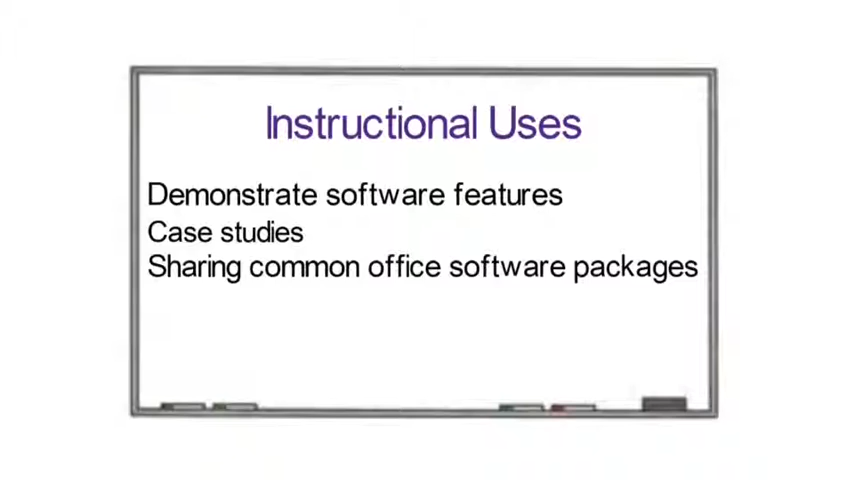 Instructional Uses
Demonstrate software features
Case studies
Sharing common office software packages